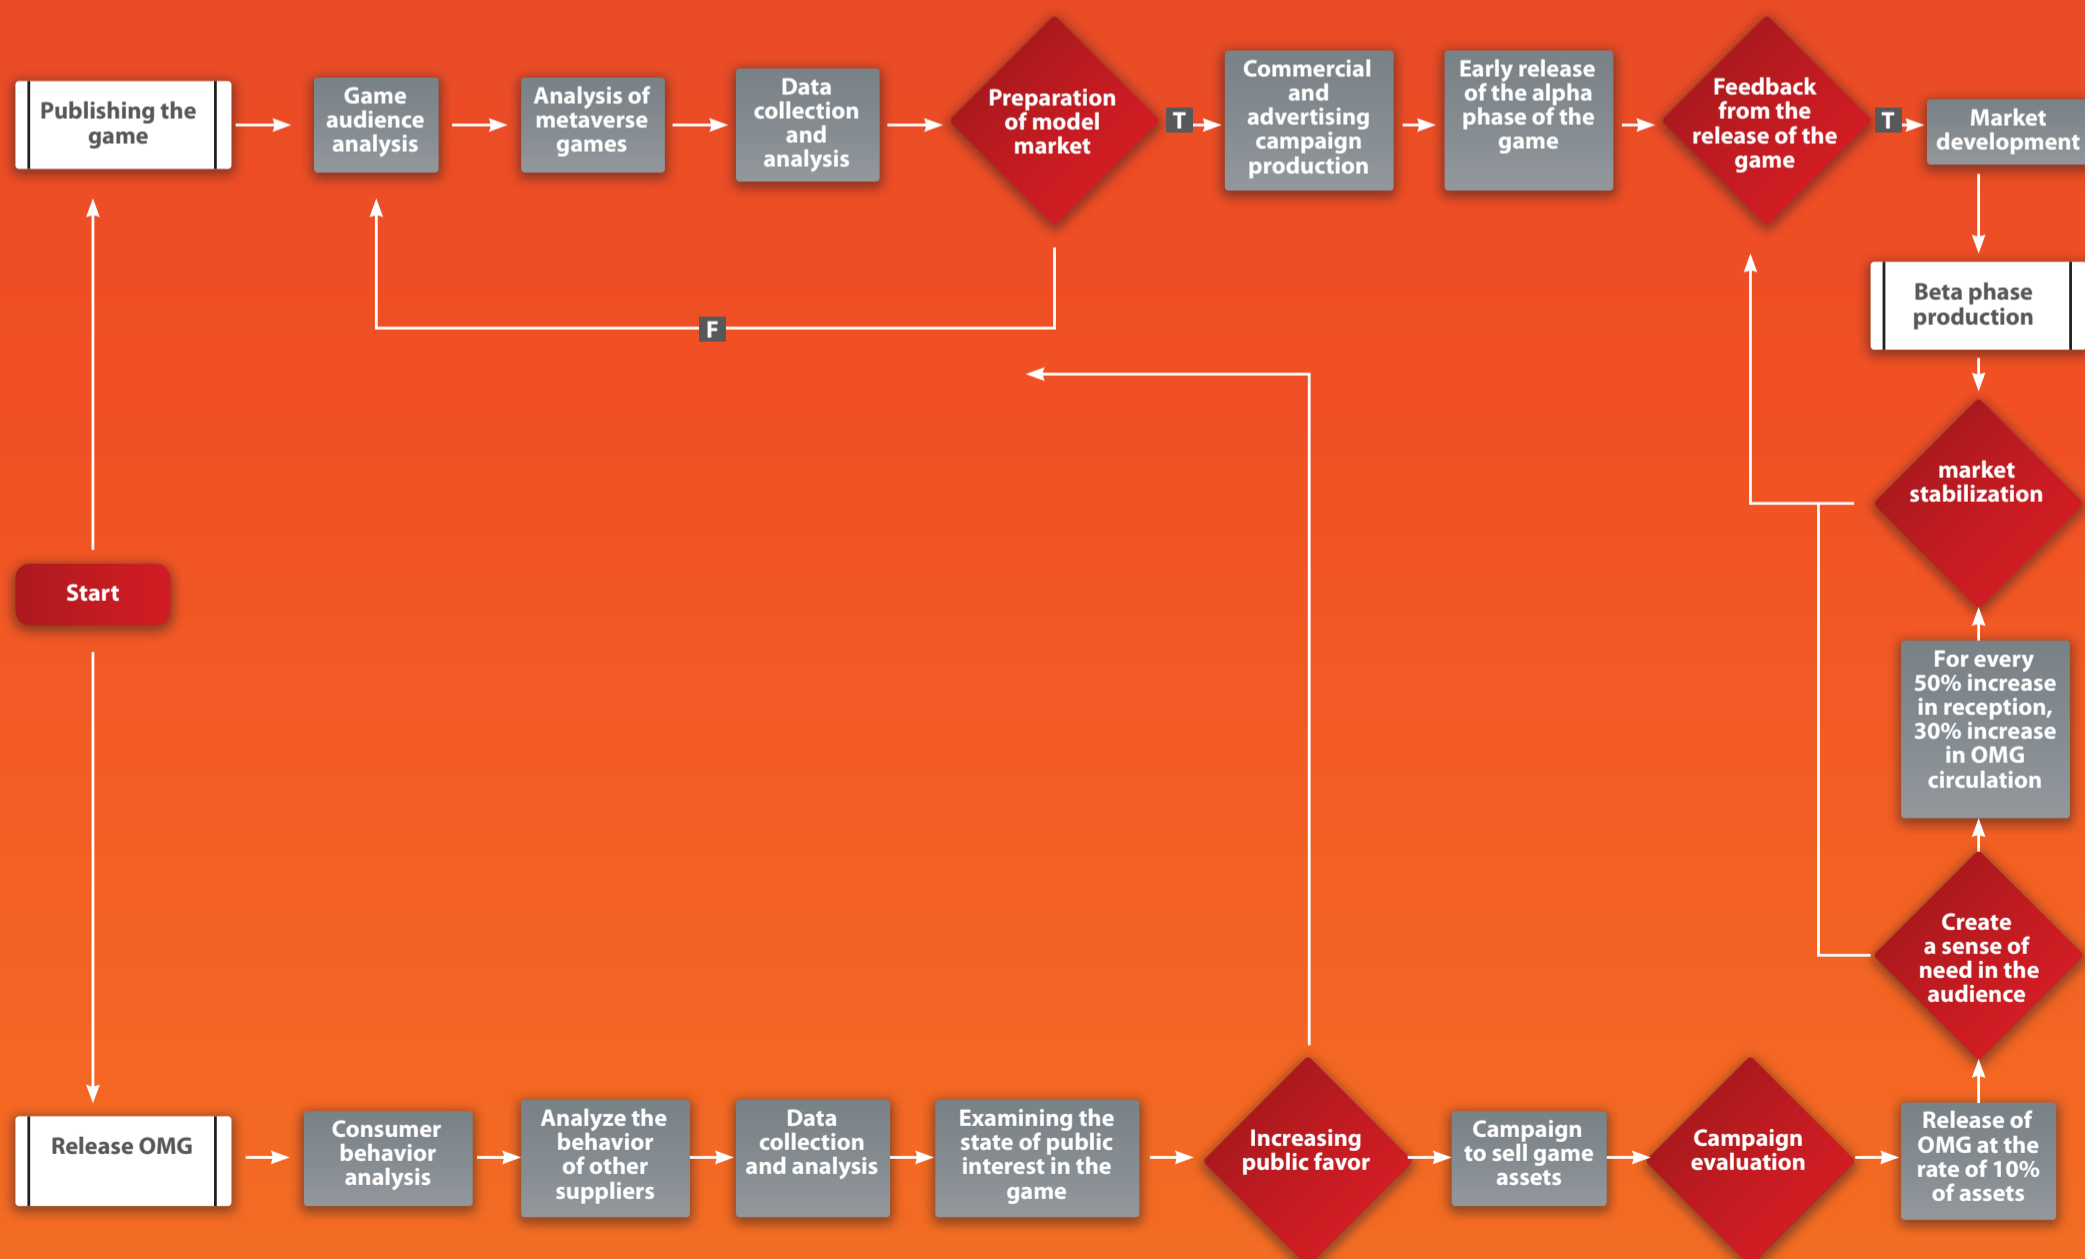 Publishing the
game
Game
audience
analysis
Analysis of
metaverse
games
Data
collection
and
analysis
Preparation
of model
market
T
Commercial
and
advertising
campaign
production
Early release
of the alpha
phase of the
game
Feedback
from the
release of the
game
T
Market
development
F
Beta phase
production
market
stabilization
Start
For every
50% increase
in reception,
30% increase
in OMG
circulation
Create
a sense of
need in the
audience
Release OMG
Consumer
behavior
analysis
Analyze the
behavior
of other
suppliers
Data
collection
and analysis
Examining the
state of public
interest in the
game
Increasing
public favor
Campaign
to sell game
assets
Campaign
evaluation
Release of
OMG at the
rate of 10%
of assets